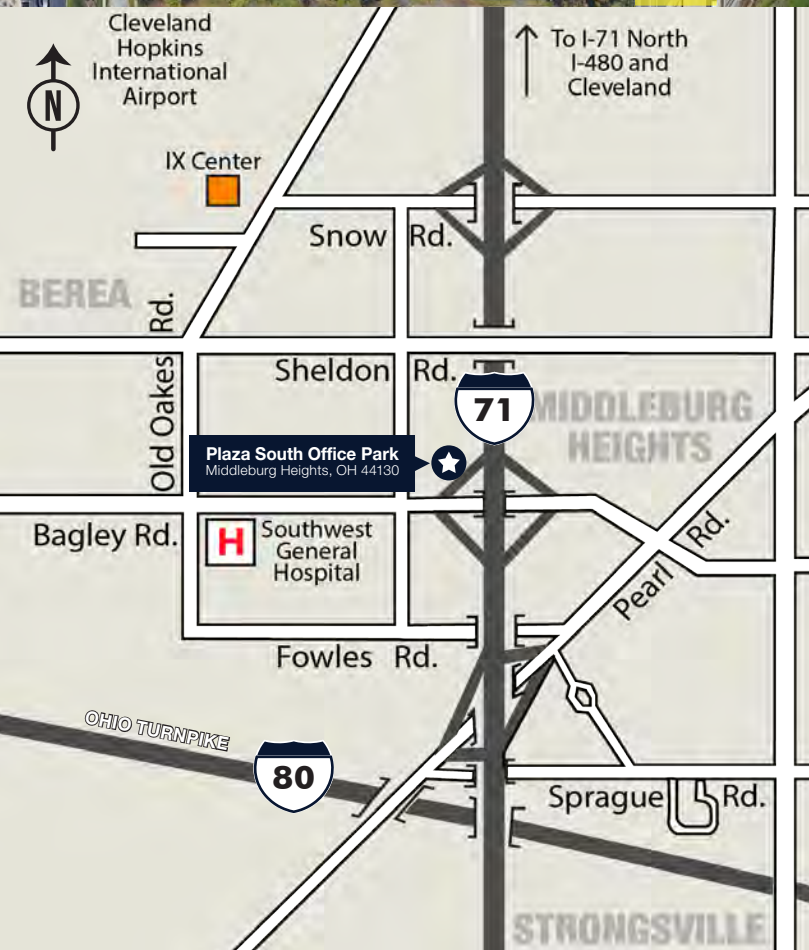 Cleveland
Hopkins
International
Airport
To I-71 North
I-480 and
Cleveland
N
IX Center
Snow Rd.
BEREA
Old Oakes Rd.
Sheldon Rd.
71
MIDDLEBURG
HEIGHTS
Plaza South Office Park
Middleburg Heights, OH 44130
Bagley Rd.
H
Southwest
General
Hospital
Pearl Rd.
Fowles Rd.
OHIO TURNPIKE
80
Sprague Rd.
STRONGSVILLE